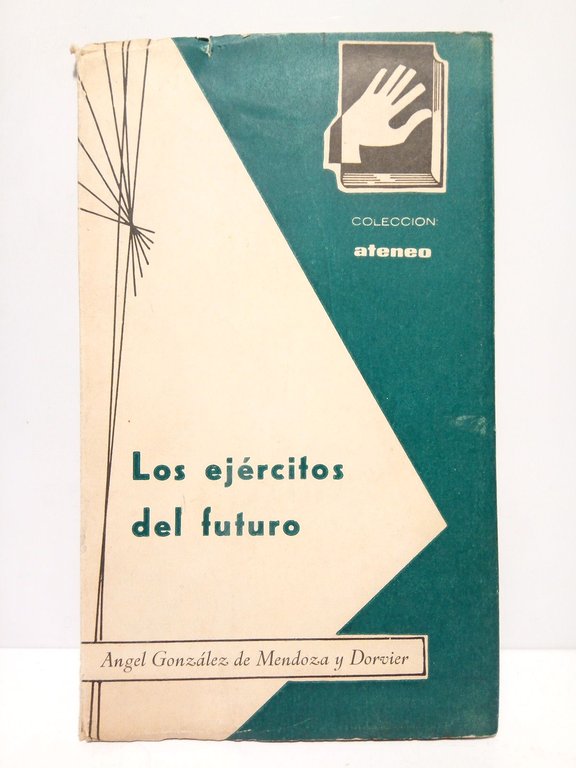 COLECCION:
ateneo
Los ejércitos
del futuro
Angel González de Mendoza y Dorvier